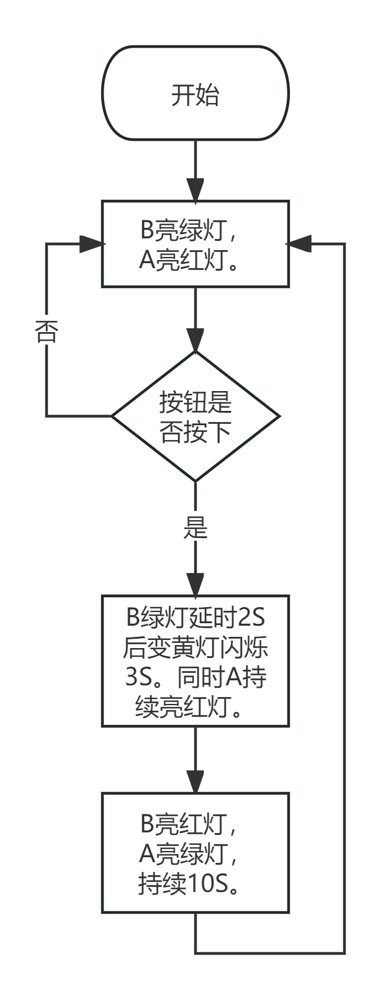 开始
B亮绿灯，
A亮红灯。
否
按钮是
否按下
是
B绿灯延时2S
后变黄灯闪烁
3S。同时A持
续亮红灯。
B亮红灯，
A亮绿灯，
持续10S。